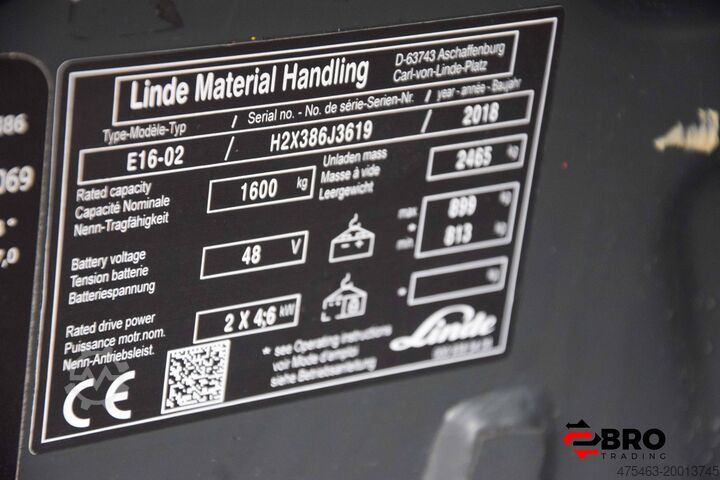 Linde Material Handling
D-63743 Aschaffenburg
Carl-von-Linde-Platz
Type-Modèle-Typ / Serial no. - No. de série-Serien-Nr. / year - année - Baujahr
E16-02 / H2X386J3619 / 2018
Rated capacity
Capacité Nominale
Nenn-Tragfähigkeit
1600 kg
Unladen mass
Masse à vide
Leergewicht
2465 kg
Battery voltage
Tension batterie
Batteriespannung
48 V
max. 899 kg
* min. 813 kg
Rated drive power
Puissance motr.nom.
Nenn-Antriebsleist.
2 X 4,6 kW
* kg
* see Operating instructions
voir Mode d'emploi
siehe Betriebsanleitung
Linde
CE
386
069
7,0
BRO
TRADING
475463-20013745